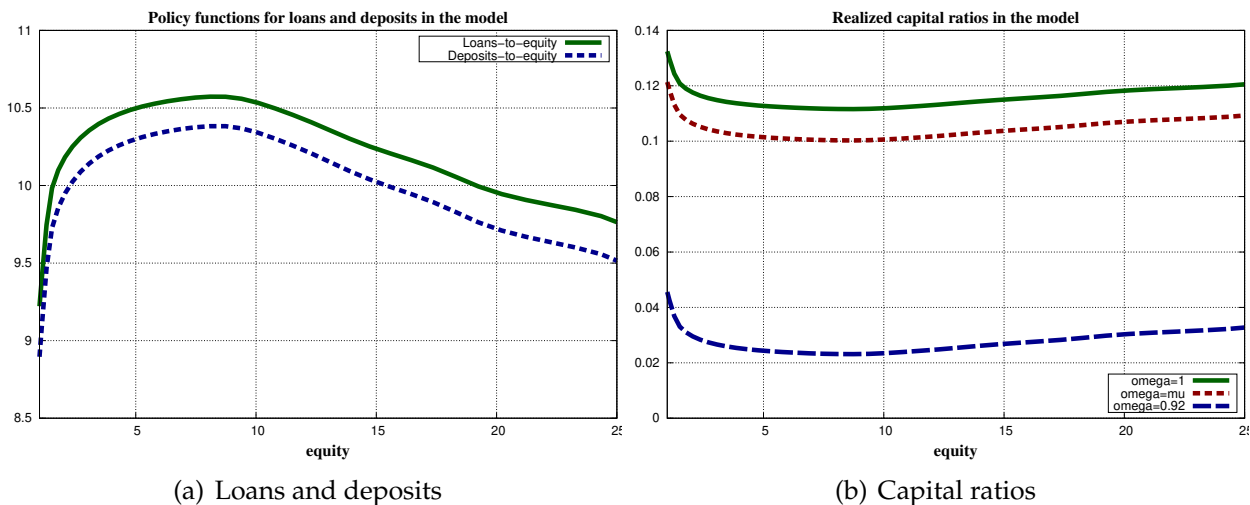 Policy functions for loans and deposits in the model
11
10.5
10
9.5
9
8.5
Loans-to-equity
Deposits-to-equity
5
10
15
20
25
equity
(a) Loans and deposits
Realized capital ratios in the model
0.14
0.12
0.1
0.08
0.06
0.04
0.02
0
omega=1
omega=mu
omega=0.92
5
10
15
20
25
equity
(b) Capital ratios